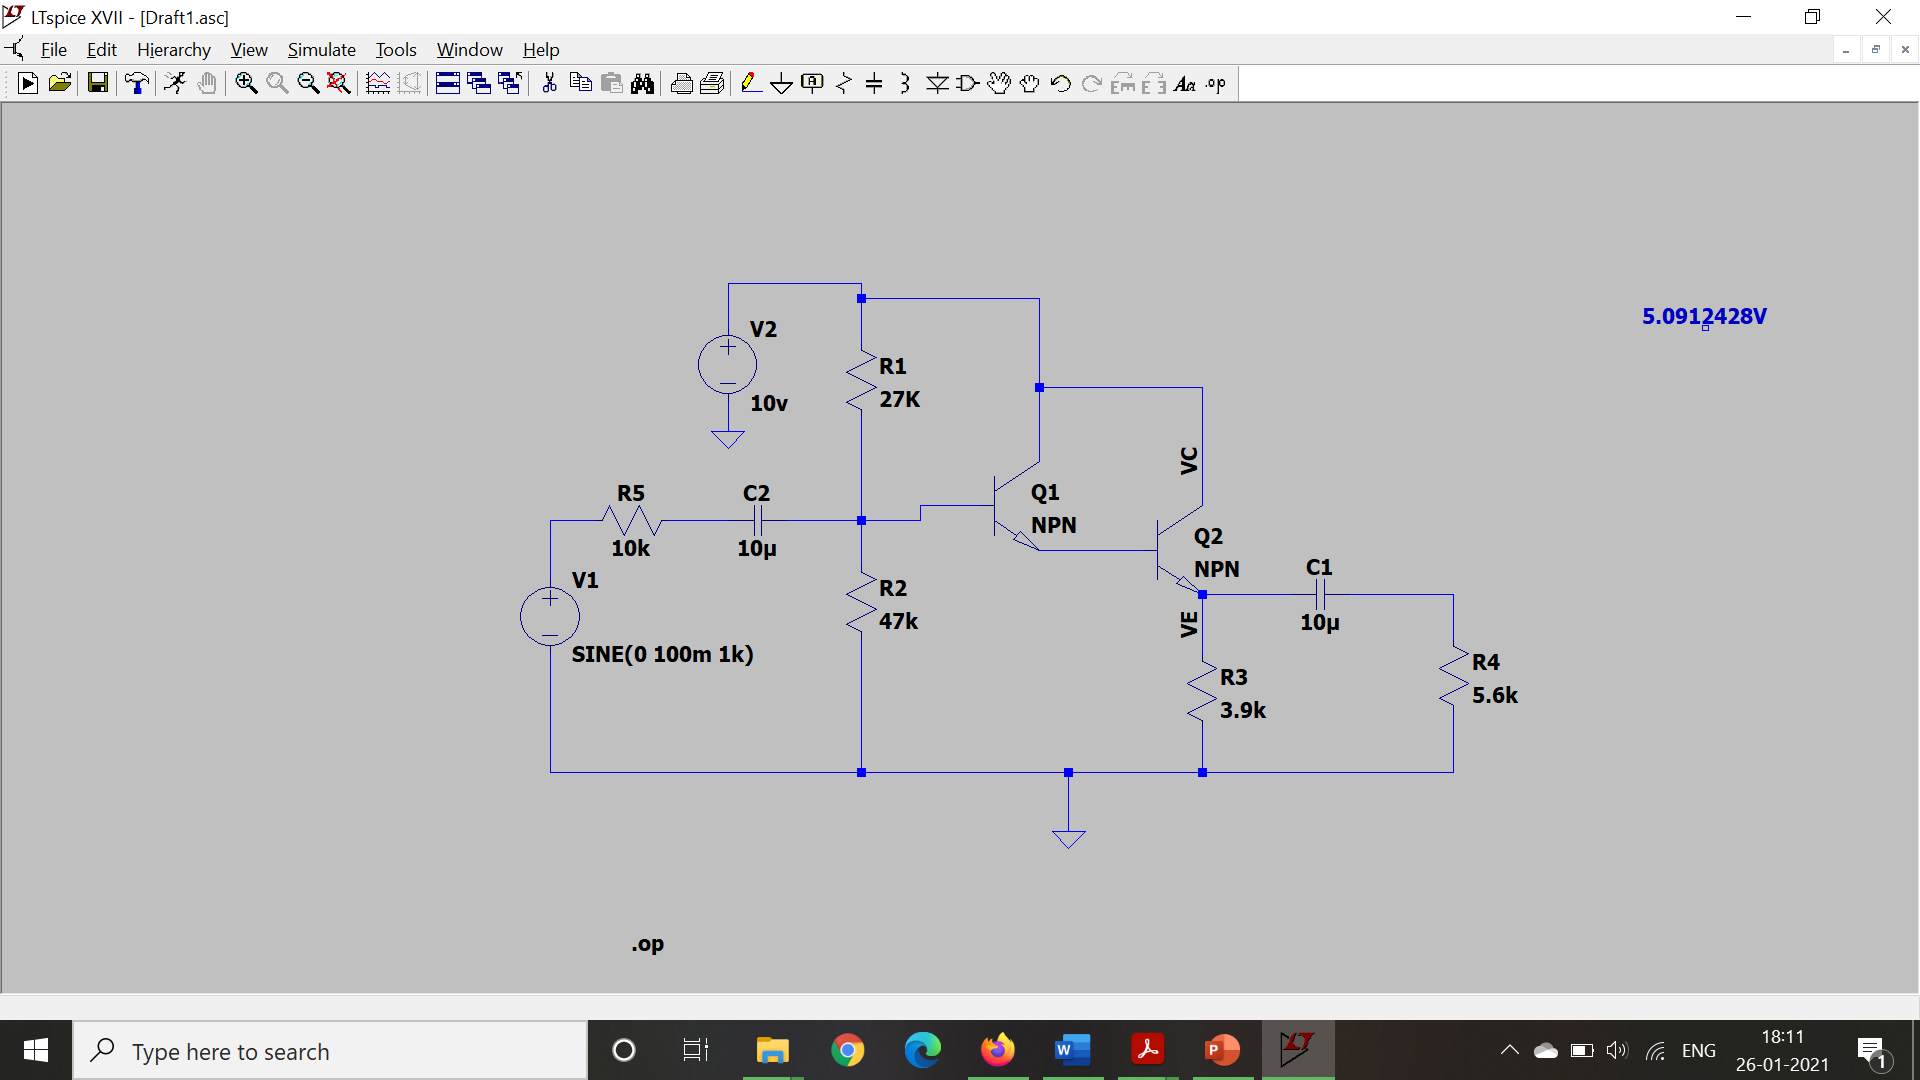 LTspice XVII - [Draft1.asc]
File Edit Hierarchy View Simulate Tools Window Help
.op
5.0912428V
V2
10v
R1
27K
VC
R5
10k
C2
10µ
Q1
NPN
Q2
NPN
V1
SINE(0 100m 1k)
R2
47k
C1
10µ
VE
R3
3.9k
R4
5.6k
.op
Type here to search
ENG
18:11
26-01-2021
1